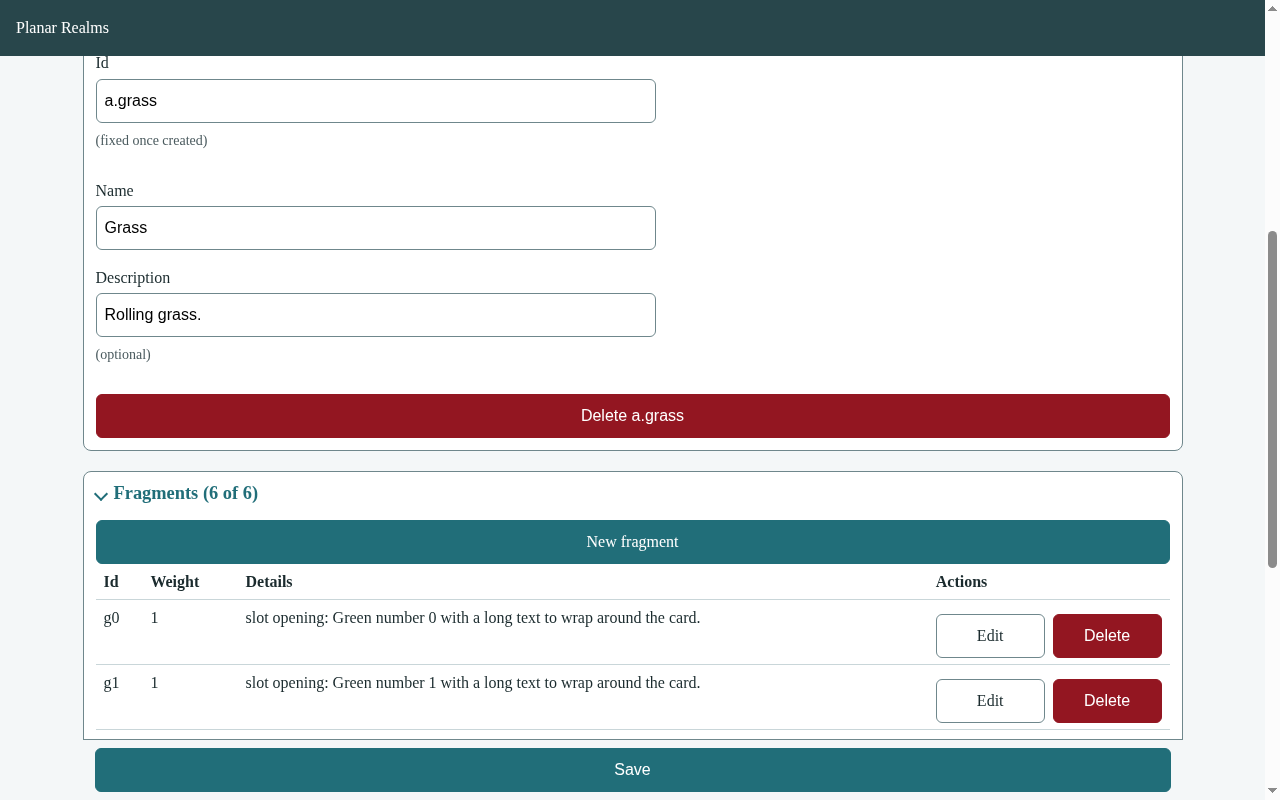 Planar Realms
Id
a.grass
(fixed once created)
Name
Grass
Description
Rolling grass.
(optional)
Delete a.grass
Fragments (6 of 6)
New fragment
Id Weight Details Actions
g0 1 slot opening: Green number 0 with a long text to wrap around the card. Edit Delete
g1 1 slot opening: Green number 1 with a long text to wrap around the card. Edit Delete
Save